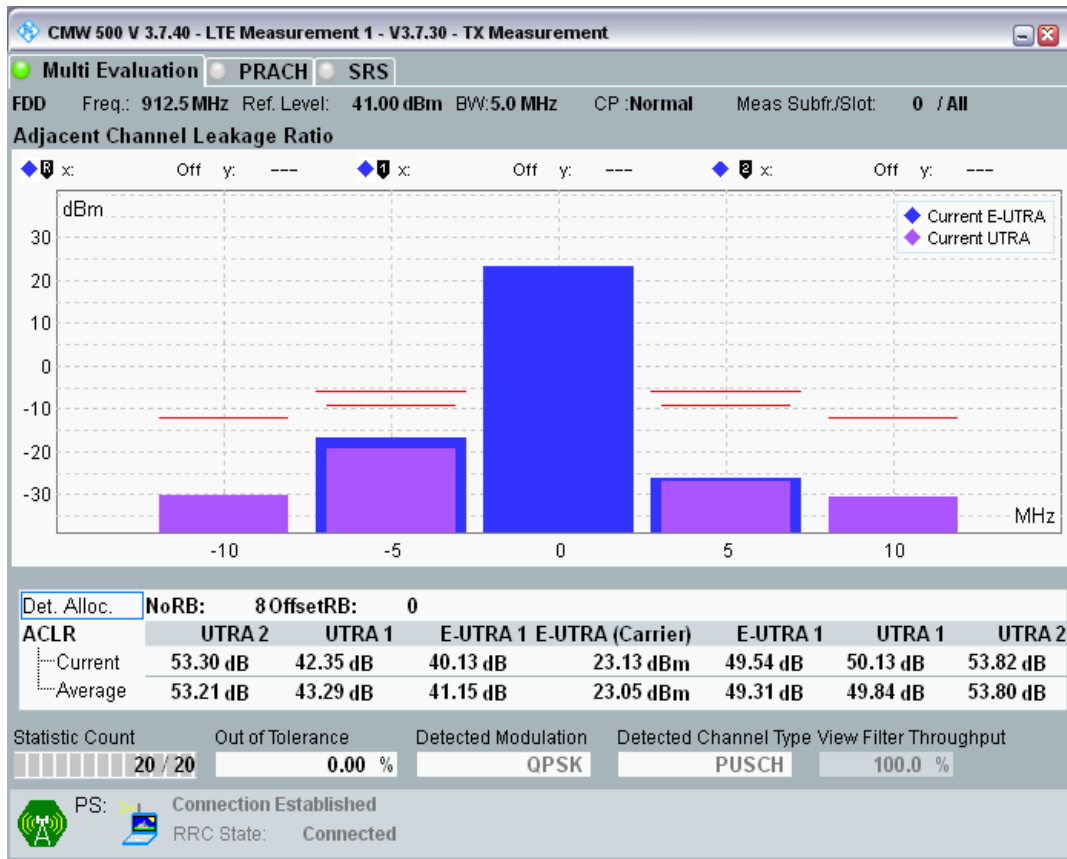 CMW 500 V 3.7.40 - LTE Measurement 1 - V3.7.30 - TX Measurement
Multi Evaluation PRACH SRS
FDD Freq.: 912.5 MHz Ref. Level: 41.00 dBm BW:5.0 MHz CP :Normal Meas Subfr./Slot: 0 / All
Adjacent Channel Leakage Ratio
R x: Off y: --- 1 x: Off y: --- 2 x: Off y: ---
dBm
Current E-UTRA
Current UTRA
30
20
10
0
-10
-20
-30
MHz
-10 -5 0 5 10
Det. Alloc. NoRB: 8 OffsetRB: 0
ACLR UTRA 2 UTRA 1 E-UTRA 1 E-UTRA (Carrier) E-UTRA 1 UTRA 1 UTRA 2
Current 53.30 dB 42.35 dB 40.13 dB 23.13 dBm 49.54 dB 50.13 dB 53.82 dB
Average 53.21 dB 43.29 dB 41.15 dB 23.05 dBm 49.31 dB 49.84 dB 53.80 dB
Statistic Count Out of Tolerance Detected Modulation Detected Channel Type View Filter Throughput
20 / 20 0.00 % QPSK PUSCH 100.0 %
PS: Connection Established
RRC State: Connected